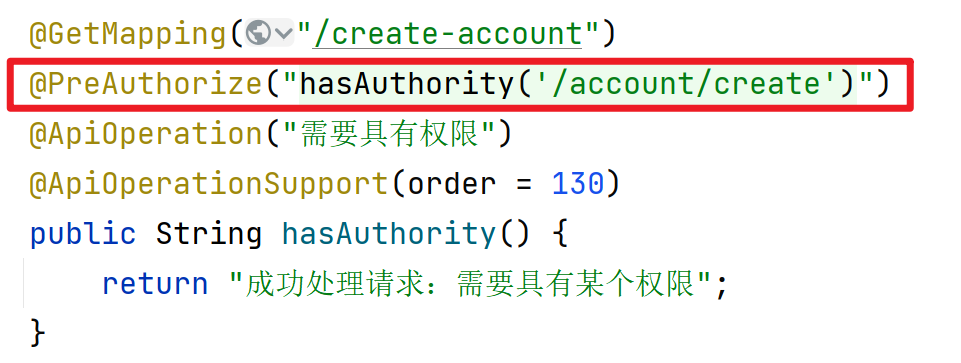 @GetMapping("/create-account")
@PreAuthorize("hasAuthority('/account/create')")
@ApiOperation("需要具有权限")
@ApiOperationSupport(order = 130)
public String hasAuthority() {
    return "成功处理请求：需要具有某个权限";
}